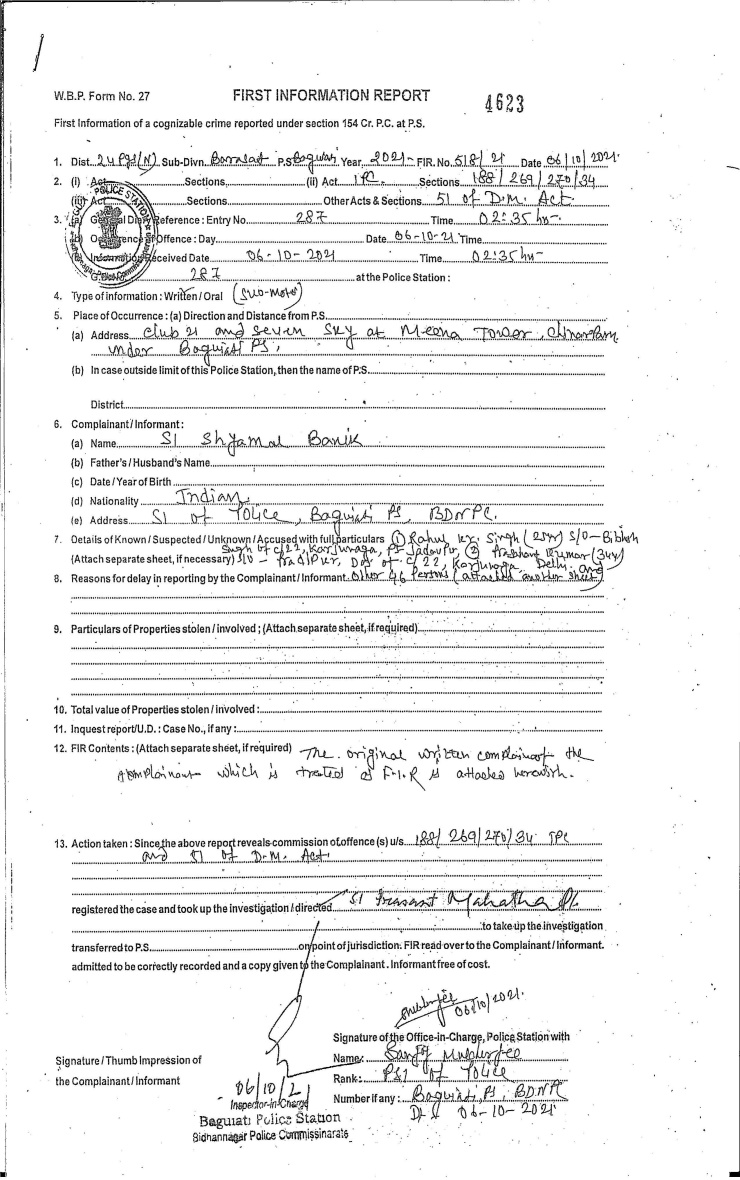 W.B.P. Form No. 27 FIRST INFORMATION REPORT 4623
First Information of a cognizable crime reported under section 154 Cr. P.C. at P.S.
1. Dist. 24 Pgs(N) Sub-Divn. Barasat P.S. Baguiati Year 2021 FIR. No. 518/21 Date 06/10/2021.
2. (i) Act Sections (ii) Act IPC Sections 188/269/270/34
(iii) Act Sections Other Acts & Sections 51 of D.M. Act.
3. (a) General Diary Reference : Entry No. 287 Time 02:35 hr
(b) Occurrence of Offence : Day Date 06-10-21 Time
Information Received Date 06-10-2021 Time 02:35 hr
G. 287 at the Police Station :
4. Type of information : Written / Oral (Suo-moto)
5. Place of Occurrence : (a) Direction and Distance from P.S.
(a) Address Club 21 and Seven Sky at Meena Tower, Chinarpark
under Baguiati PS,
(b) In case outside limit of this Police Station, then the name of P.S.
District
6. Complainant / Informant :
(a) Name SI Shyamal Banik
(b) Father's / Husband's Name
(c) Date / Year of Birth
(d) Nationality Indian
(e) Address SI of Police, Baguiati PS, BDNPC.
7. Details of Known / Suspected / Unknown / Accused with full particulars (1) Rahul Kr. Singh (25yr) S/O - Bibhuti
Singh of C/22, PS Jadavpur, (2) Prashant Kumar (34y)
(Attach separate sheet, if necessary) S/O - of C/22, Delhi and
8. Reasons for delay in reporting by the Complainant / Informant. other 46 persons (attached another sheet)
9. Particulars of Properties stolen / involved ; (Attach separate sheet, if required)
10. Total value of Properties stolen / involved :
11. Inquest report/U.D. : Case No., if any :
12. FIR Contents : (Attach separate sheet, if required) The original written complain of the
complainant which is treated as F.I.R is attached herewith.
13. Action taken : Since the above report reveals commission of offence (s) u/s. 188/269/270/34 IPC
and 51 of D.M. Act.
registered the case and took up the investigation / directed SI Prasant Mahatha
to take up the investigation
transferred to P.S. on point of jurisdiction. FIR read over to the Complainant / Informant.
admitted to be correctly recorded and a copy given to the Complainant. Informant free of cost.
06/10/2021.
Signature of the Office-in-Charge, Police Station with
Signature / Thumb Impression of
the Complainant / Informant
Name: Sanjoy Mukherjee
Rank: PSI of Police
Number if any : Baguiati PS, BDNPC
Dt. 06-10-2021
06/10/21
Inspector-in-Charge
Baguiati Police Station
Bidhannagar Police Commissinarate